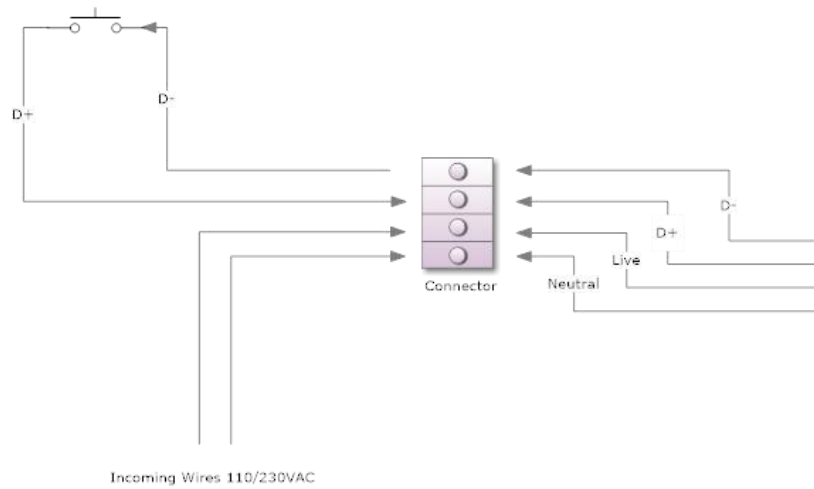 D-
D+
D-
D+
Live
Neutral
Connector
Incoming Wires 110/230VAC